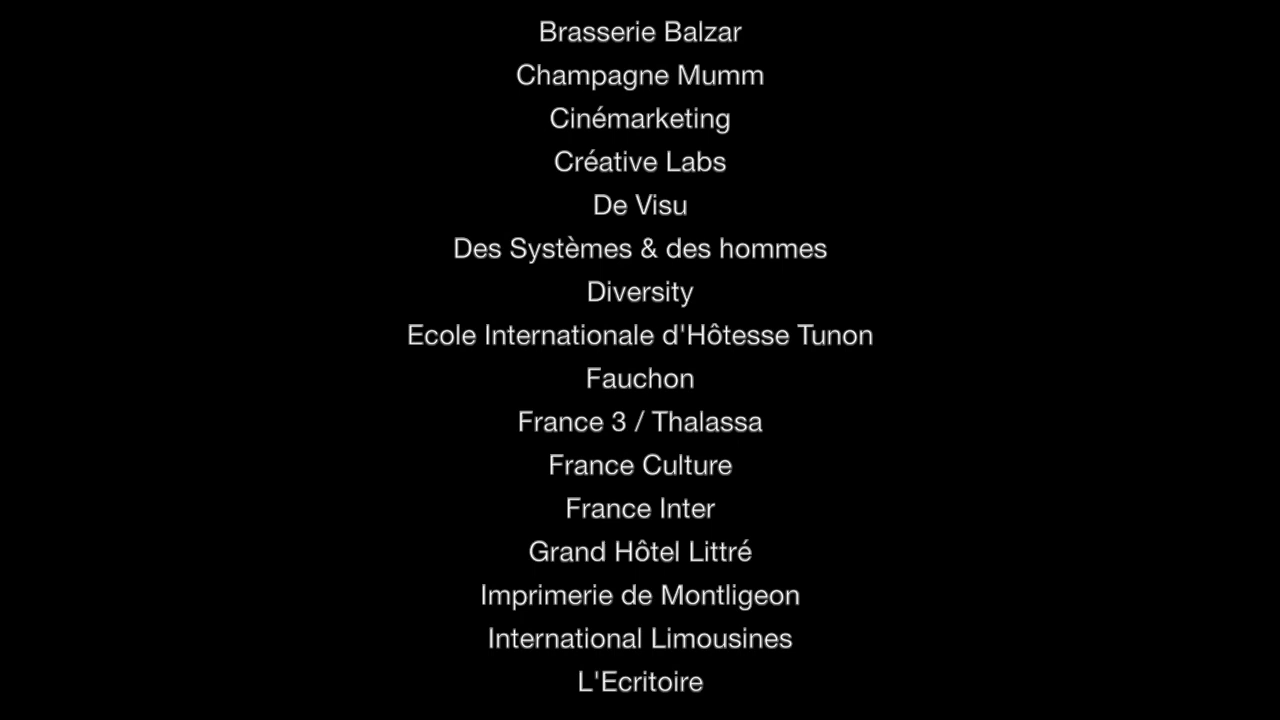 Brasserie Balzar
Champagne Mumm
Cinémarketing
Créative Labs
De Visu
Des Systèmes & des hommes
Diversity
Ecole Internationale d'Hôtesse Tunon
Fauchon
France 3 / Thalassa
France Culture
France Inter
Grand Hôtel Littré
Imprimerie de Montligeon
International Limousines
L'Ecritoire